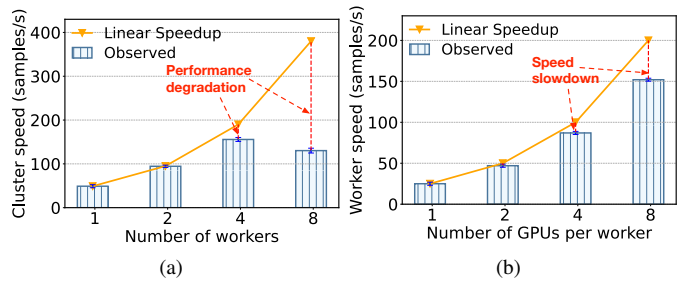 Cluster speed (samples/s)
400
300
200
100
0
Linear Speedup
Observed
Performance
degradation
1 2 4 8
Number of workers
(a)
Worker speed (samples/s)
200
150
100
50
0
Linear Speedup
Observed
Speed
slowdown
1 2 4 8
Number of GPUs per worker
(b)